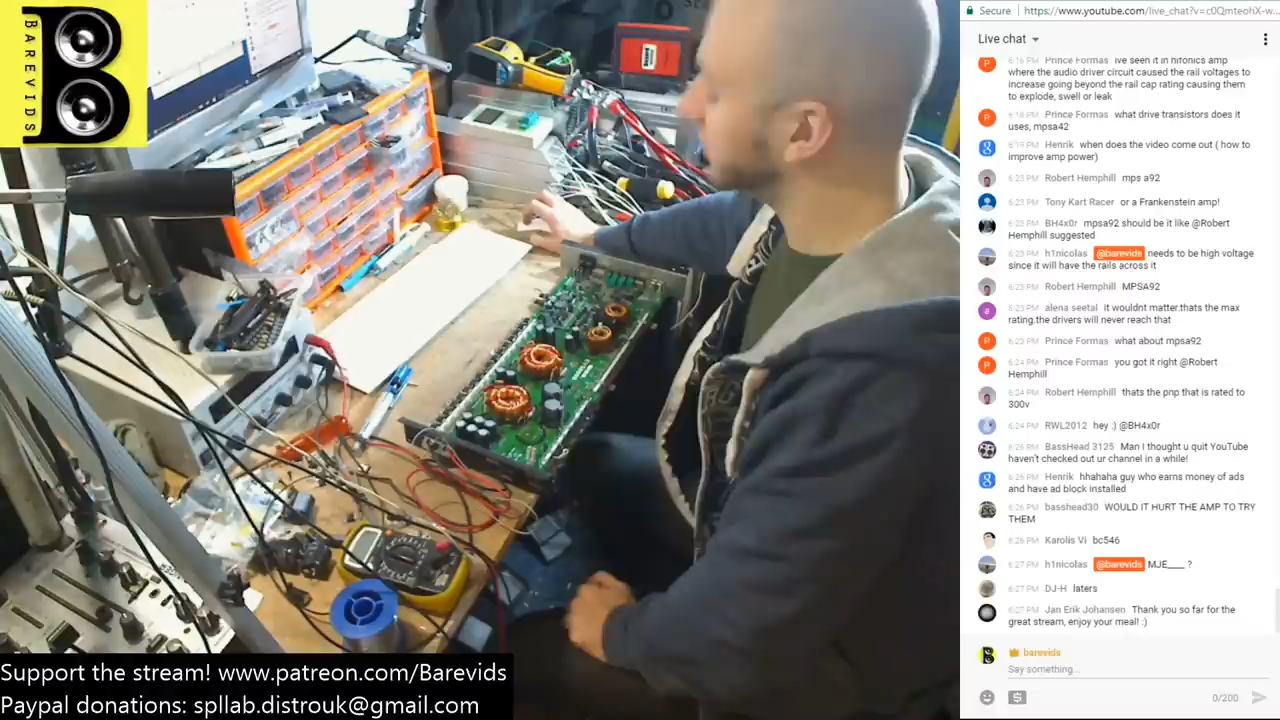 BAREVIDS
Secure
https://www.youtube.com/live_chat?v=c0QmteohX-w...
Live chat
6:16 PM Prince Formas ive seen it in hifonics amp
where the audio driver circuit caused the rail voltages to
increase going beyond the rail cap rating causing them
to explode, swell or leak
6:18 PM Prince Formas what drive transistors does it
uses, mpsa42
6:19 PM Henrik when does the video come out ( how to
improve amp power)
6:23 PM Robert Hemphill mps a92
6:23 PM Tony Kart Racer or a Frankenstein amp!
6:23 PM BH4x0r mpsa92 should be it like @Robert
Hemphill suggested
6:23 PM h1nicolas @barevids needs to be high voltage
since it will have the rails across it
6:23 PM Robert Hemphill MPSA92
6:23 PM alena seetal it wouldnt matter.thats the max
rating.the drivers will never reach that
6:23 PM Prince Formas what about mpsa92
6:24 PM Prince Formas you got it right @Robert
Hemphill
6:24 PM Robert Hemphill thats the pnp that is rated to
300v
6:24 PM RWL2012 hey :) @BH4x0r
6:26 PM BassHead 3125 Man I thought u quit YouTube
haven't checked out ur channel in a while!
6:26 PM Henrik hhahaha guy who earns money of ads
and have ad block installed
6:26 PM basshead30 WOULD IT HURT THE AMP TO TRY
THEM
6:26 PM Karolis Vi bc546
6:27 PM h1nicolas @barevids MJE___ ?
6:27 PM DJ-H laters
6:27 PM Jan Erik Johansen Thank you so far for the
great stream, enjoy your meal! :)
barevids
Say something...
0/200
Support the stream! www.patreon.com/Barevids
Paypal donations: spllab.distrouk@gmail.com